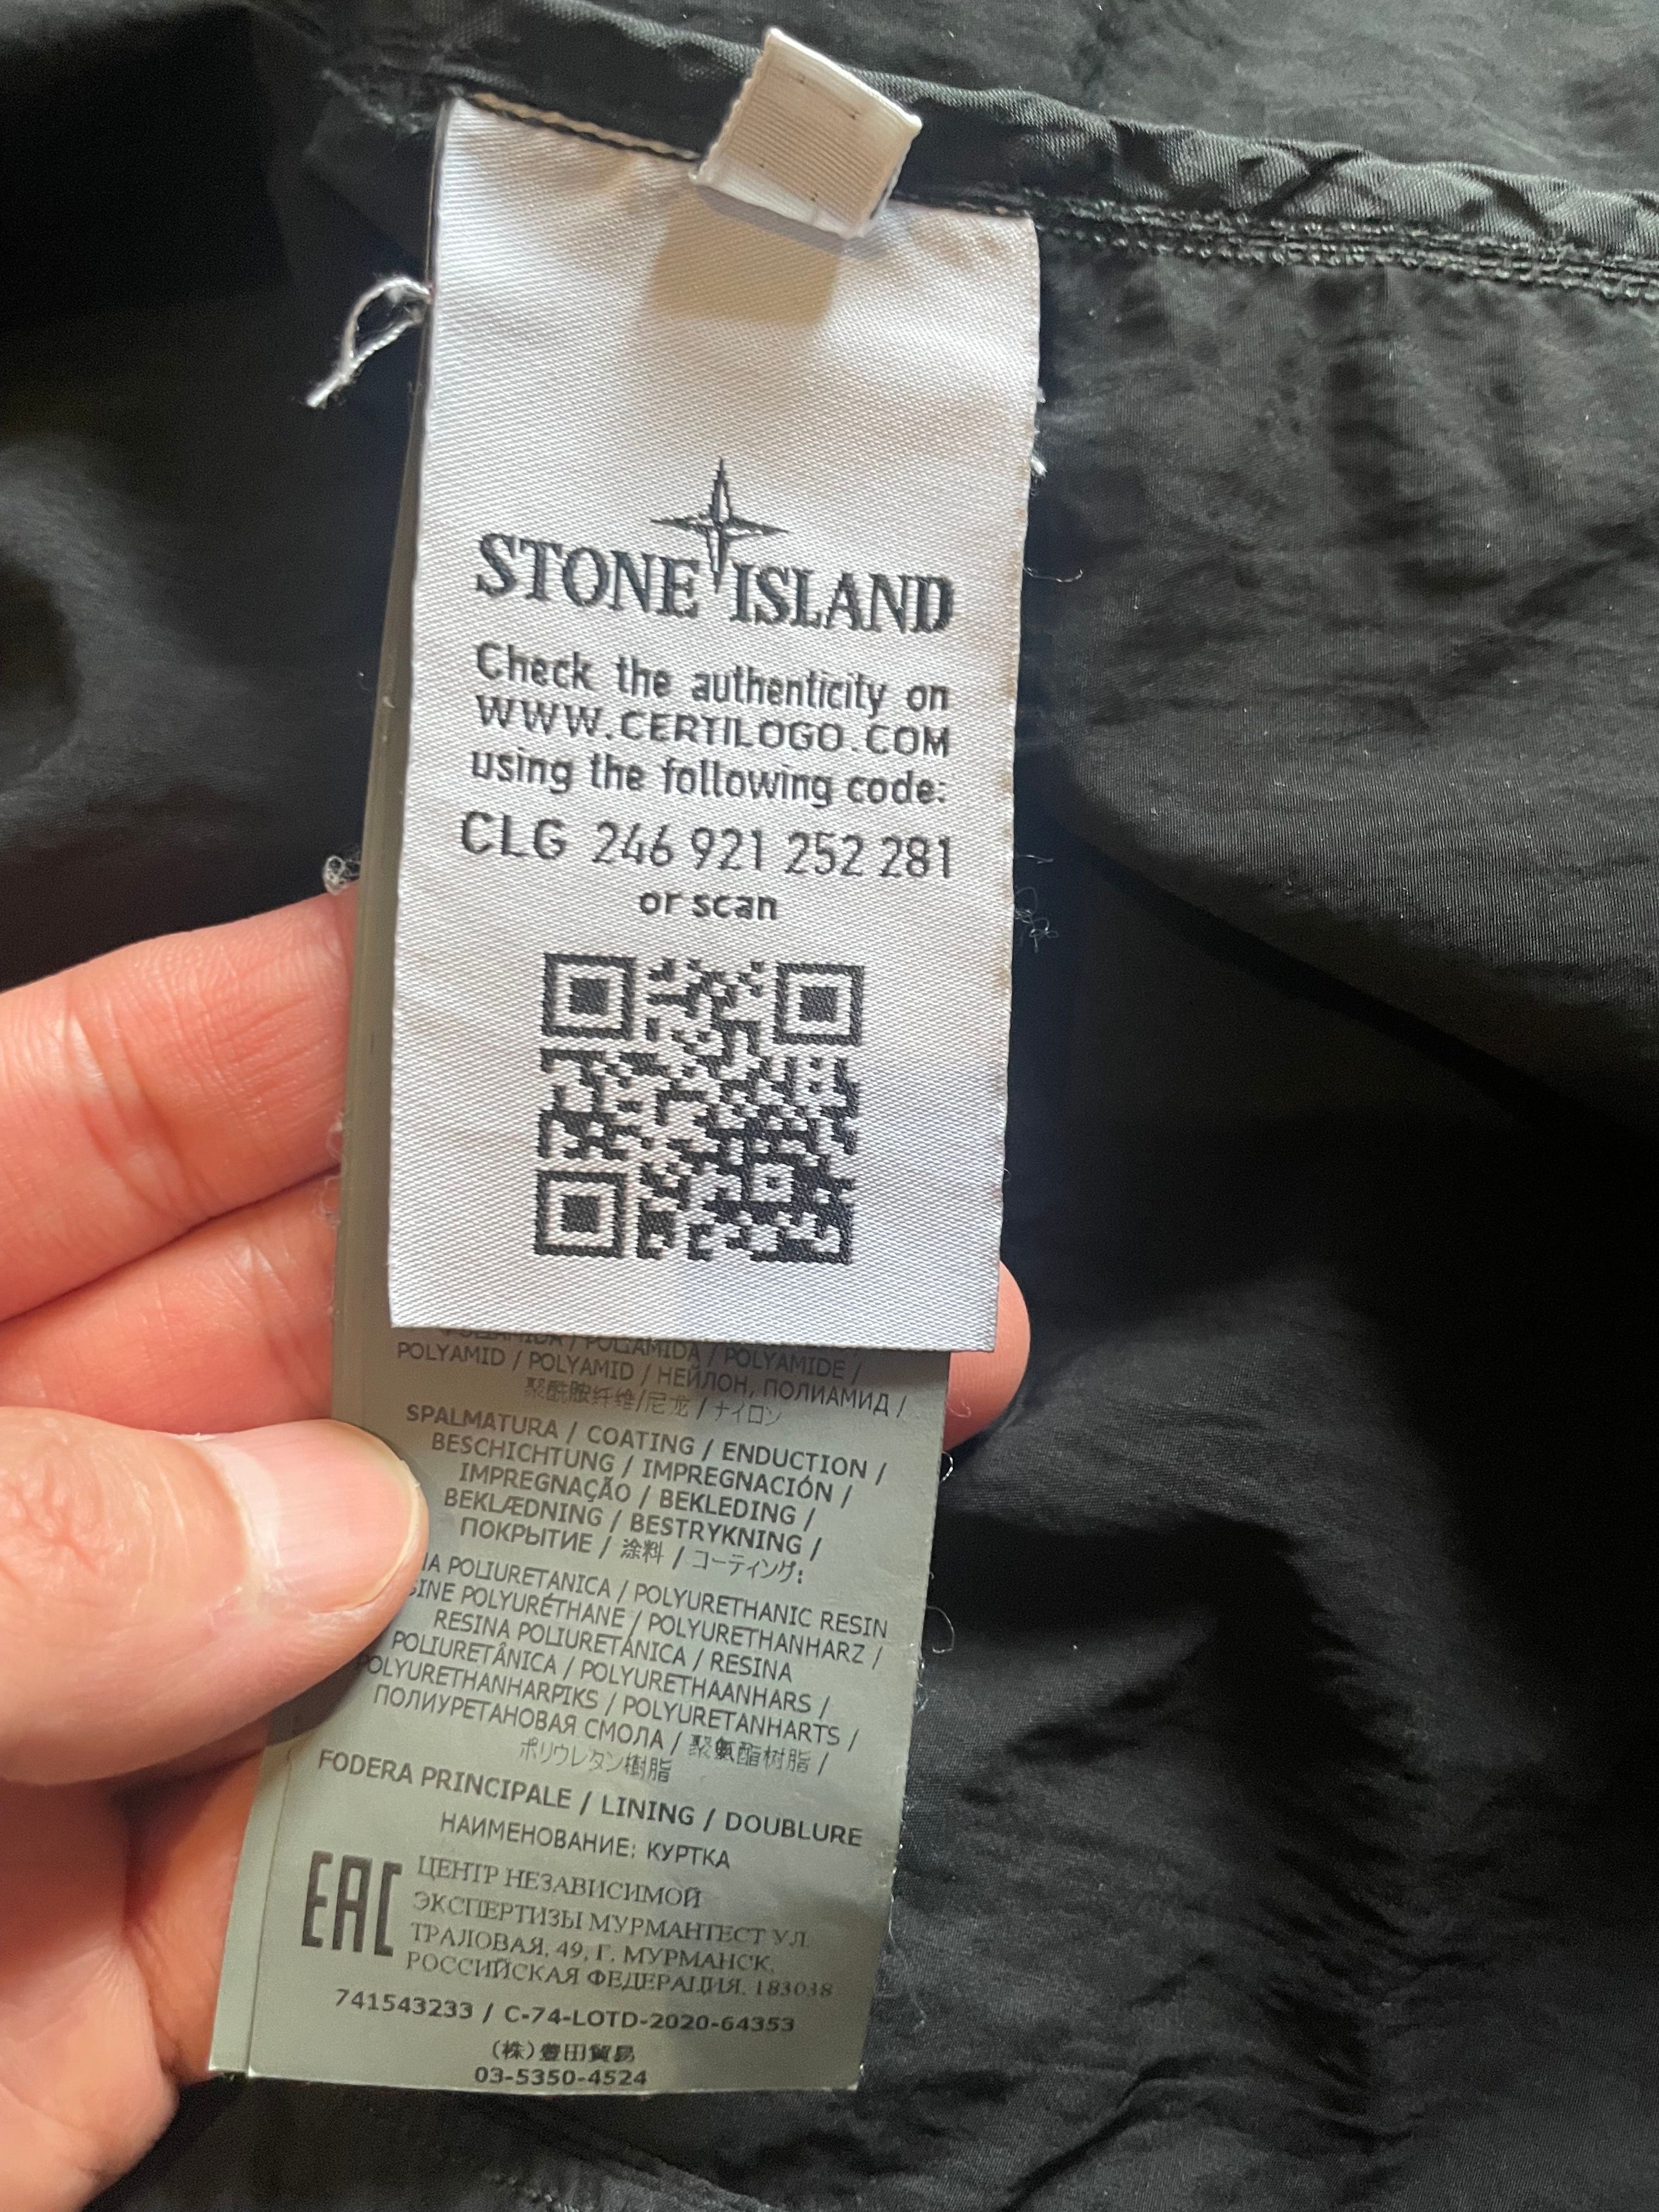 STONE ISLAND
Check the authenticity on
WWW.CERTILOGO.COM
using the following code:
CLG 246 921 252 281
or scan
/ POLIAMIDA / POLYAMIDE /
POLYAMID / POLYAMID / НЕЙЛОН, ПОЛИАМИД /
聚酰胺纤维/尼龙 / ナイロン
SPALMATURA / COATING / ENDUCTION /
BESCHICHTUNG / IMPREGNACIÓN /
IMPREGNAÇÃO / BEKLEDING /
BEKLÆDNING / BESTRYKNING /
ПОКРЫТИЕ / 涂料 / コーティング:
POLIURETANICA / POLYURETHANIC RESIN
POLYURÉTHANE / POLYURETHANHARZ /
RESINA POLIURETÁNICA / RESINA
POLIURETÂNICA / POLYURETHAANHARS /
POLYURETHANHARPIKS / POLYURETANHARTS /
ПОЛИУРЕТАНОВАЯ СМОЛА / 聚氨酯树脂 /
ポリウレタン樹脂
FODERA PRINCIPALE / LINING / DOUBLURE
НАИМЕНОВАНИЕ: КУРТКА
EAC
ЦЕНТР НЕЗАВИСИМОЙ
ЭКСПЕРТИЗЫ МУРМАНТЕСТ УЛ.
ТРАЛОВАЯ, 49, Г. МУРМАНСК,
РОССИЙСКАЯ ФЕДЕРАЦИЯ, 183038
741543233 / C-74-LOTD-2020-64353
(株)豊田貿易
03-5350-4524